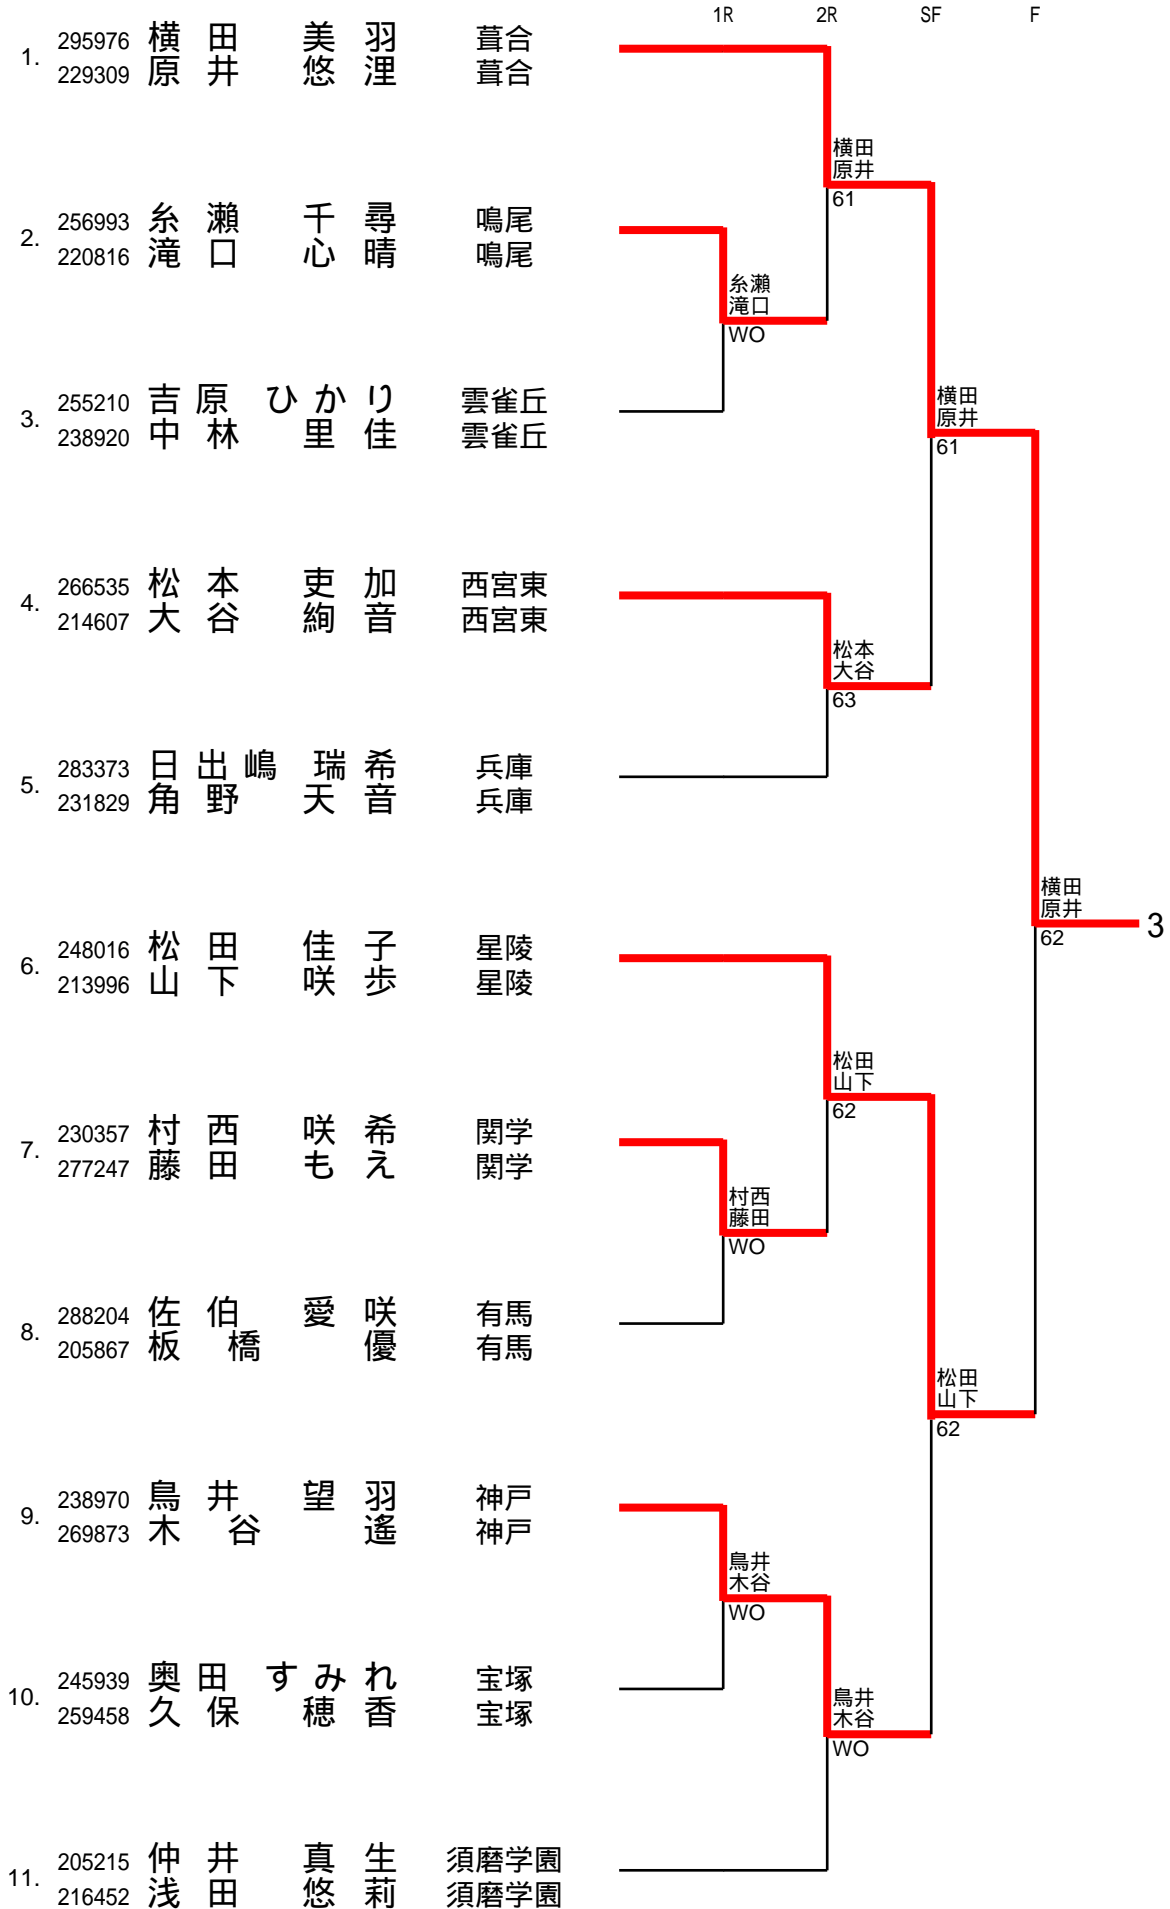 1R 2R SF F
1. 295976 横田 美羽 葺合
229309 原井 悠浬 葺合
横田
原井
61
2. 256993 糸瀬 千尋 鳴尾
220816 滝口 心晴 鳴尾
糸瀬
滝口
WO
3. 255210 吉原 ひかり 雲雀丘
238920 中林 里佳 雲雀丘
横田
原井
61
4. 266535 松本 吏加 西宮東
214607 大谷 絢音 西宮東
松本
大谷
63
5. 283373 日出嶋 瑞希 兵庫
231829 角野 天音 兵庫
横田
原井
62
3
6. 248016 松田 佳子 星陵
213996 山下 咲歩 星陵
松田
山下
62
7. 230357 村西 咲希 関学
277247 藤田 もえ 関学
村西
藤田
WO
8. 288204 佐伯 愛咲 有馬
205867 板橋 優 有馬
松田
山下
62
9. 238970 鳥井 望羽 神戸
269873 木谷 遙 神戸
鳥井
木谷
WO
10. 245939 奥田 すみれ 宝塚
259458 久保 穂香 宝塚
鳥井
木谷
WO
11. 205215 仲井 真生 須磨学園
216452 浅田 悠莉 須磨学園